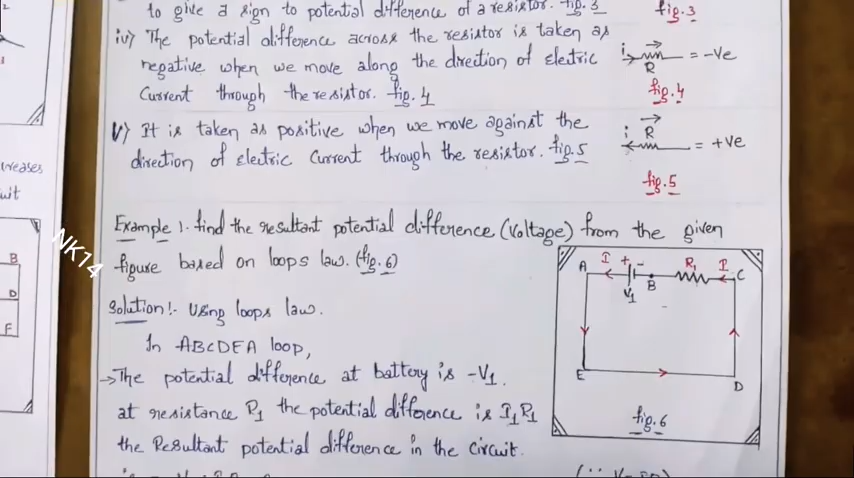 to give a sign to potential difference of a resistor. fig.3
fig.3
iv) The potential difference across the resistor is taken as
negative when we move along the direction of electric
Current through the resistor. fig.4
i R = -Ve
fig.4
V) It is taken as positive when we move against the
direction of electric Current through the resistor. fig.5
i R = +Ve
fig.5
creases
uit
B
D
F
NK14
Example 1. find the resultant potential difference (Voltage) from the given
figure based on loops law. (fig.6)
Solution:- Using loops law.
In ABCDEA loop,
→The potential difference at battery is -V1.
at resistance R1 the potential difference is I1R1
the Resultant potential difference in the circuit.
A I + - B R1 I C
V1
E D
fig.6